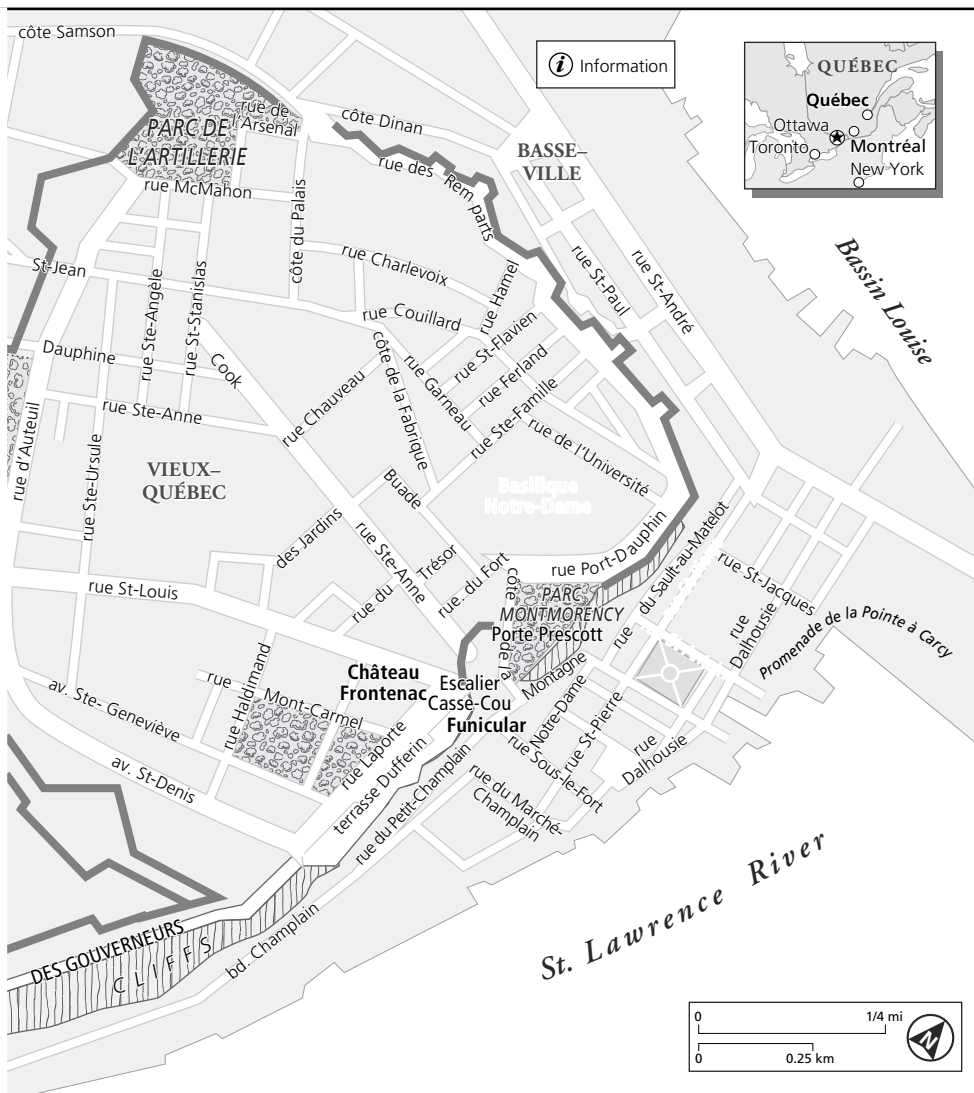 côte Samson
Information
QUÉBEC
Québec
Ottawa
Montréal
Toronto
New York
PARC DE
L'ARTILLERIE
rue de
l'Arsenal
côte Dinan
BASSE–
VILLE
rue des Rem parts
rue McMahon
côte du Palais
Bassin Louise
St-Jean
rue Charlevoix
rue Hamel
rue St-Paul
rue St-André
rue Ste-Angèle
rue St-Stanislas
rue Couillard
rue St-Flavien
Dauphine
Cook
côte de la Fabrique
rue Garneau
rue Ferland
rue Chauveau
rue Ste-Famille
rue Ste-Anne
rue d'Auteuil
rue Ste-Ursule
rue de l'Université
VIEUX–
QUÉBEC
Buade
Basilique
Notre-Dame
des Jardins
rue Ste-Anne
rue du Trésor
rue. du Fort
rue Port-Dauphin
rue du Sault-au-Matelot
rue St-Jacques
rue St-Louis
côte de la Montagne
PARC
MONTMORENCY
Porte Prescott
rue
Dalhousie
Promenade de la Pointe à Carcy
Château
Frontenac
Escalier
Cassé-Cou
Funicular
rue Haldimand
rue Mont-Carmel
av. Ste- Geneviève
rue Laporte
terrasse Dufferin
rue Notre-Dame
rue St-Pierre
rue
Dalhousie
rue Sous-le-Fort
av. St-Denis
rue du Petit-Champlain
rue du Marché-
Champlain
St. Lawrence River
DES GOUVERNEURS
CLIFFS
bd. Champlain
0 1/4 mi
0 0.25 km
N